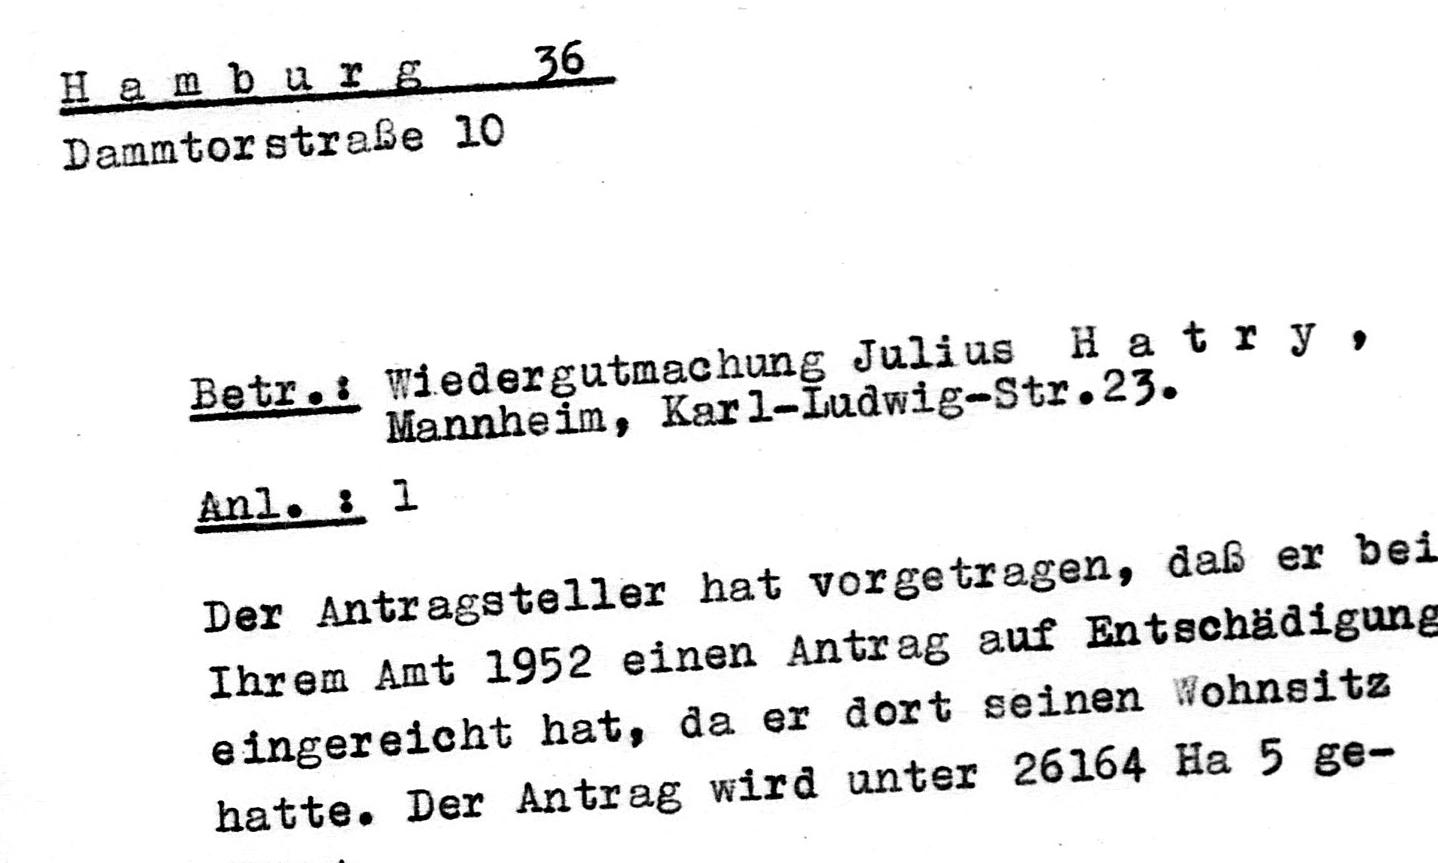 Hamburg 36
Dammtorstraße 10
Betr.: Wiedergutmachung Julius Hatry,
Mannheim, Karl-Ludwig-Str.23.
Anl. : 1
Der Antragsteller hat vorgetragen, daß er bei
Ihrem Amt 1952 einen Antrag auf Entschädigung
eingereicht hat, da er dort seinen Wohnsitz
hatte. Der Antrag wird unter 26164 Ha 5 ge-